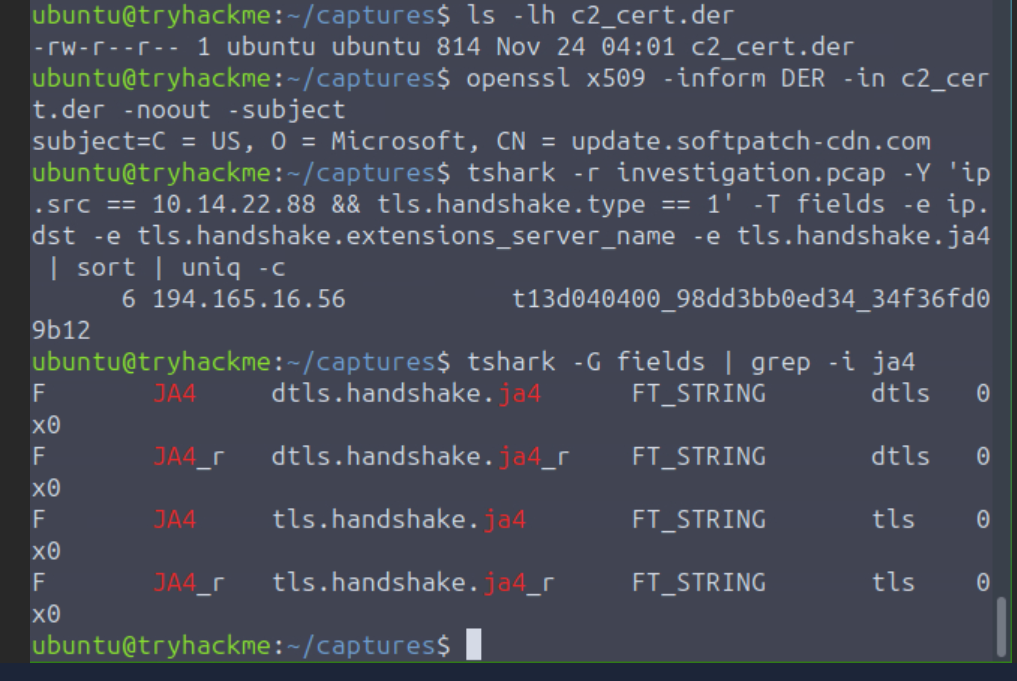 ubuntu@tryhackme:~/captures$ ls -lh c2_cert.der
-rw-r--r-- 1 ubuntu ubuntu 814 Nov 24 04:01 c2_cert.der
ubuntu@tryhackme:~/captures$ openssl x509 -inform DER -in c2_cer
t.der -noout -subject
subject=C = US, O = Microsoft, CN = update.softpatch-cdn.com
ubuntu@tryhackme:~/captures$ tshark -r investigation.pcap -Y 'ip
.src == 10.14.22.88 && tls.handshake.type == 1' -T fields -e ip.
dst -e tls.handshake.extensions_server_name -e tls.handshake.ja4
 | sort | uniq -c
      6 194.165.16.56           t13d040400_98dd3bb0ed34_34f36fd0
9b12
ubuntu@tryhackme:~/captures$ tshark -G fields | grep -i ja4
F       JA4     dtls.handshake.ja4      FT_STRING       dtls    0
x0
F       JA4_r   dtls.handshake.ja4_r    FT_STRING       dtls    0
x0
F       JA4     tls.handshake.ja4       FT_STRING       tls     0
x0
F       JA4_r   tls.handshake.ja4_r     FT_STRING       tls     0
x0
ubuntu@tryhackme:~/captures$